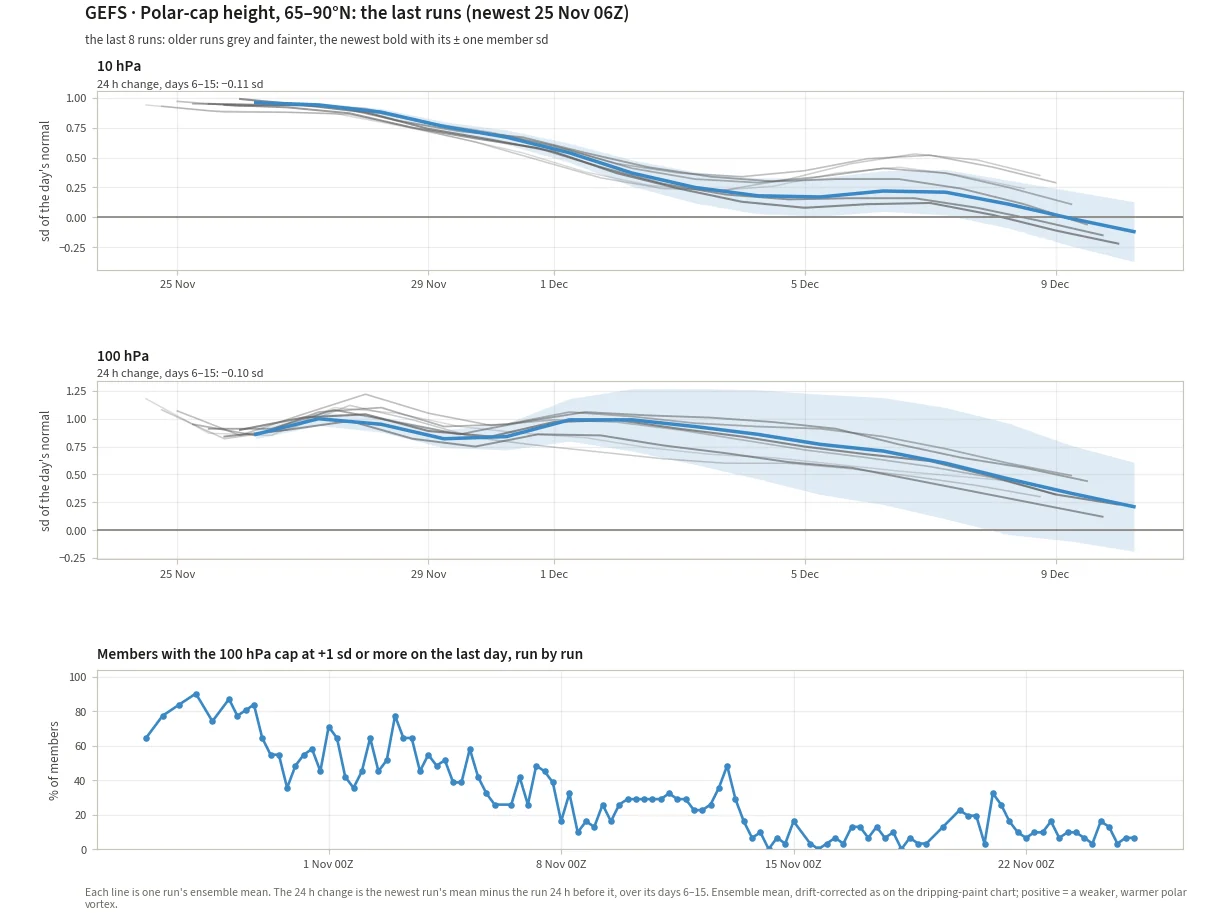 GEFS · Polar-cap height, 65–90°N: the last runs (newest 25 Nov 06Z)
the last 8 runs: older runs grey and fainter, the newest bold with its ± one member sd
10 hPa
24 h change, days 6–15: −0.11 sd
sd of the day's normal
1.00
0.75
0.50
0.25
0.00
−0.25
25 Nov
29 Nov
1 Dec
5 Dec
9 Dec
100 hPa
24 h change, days 6–15: −0.10 sd
sd of the day's normal
1.25
1.00
0.75
0.50
0.25
0.00
−0.25
25 Nov
29 Nov
1 Dec
5 Dec
9 Dec
Members with the 100 hPa cap at +1 sd or more on the last day, run by run
% of members
100
80
60
40
20
0
1 Nov 00Z
8 Nov 00Z
15 Nov 00Z
22 Nov 00Z
Each line is one run's ensemble mean. The 24 h change is the newest run's mean minus the run 24 h before it, over its days 6–15. Ensemble mean, drift-corrected as on the dripping-paint chart; positive = a weaker, warmer polar
vortex.